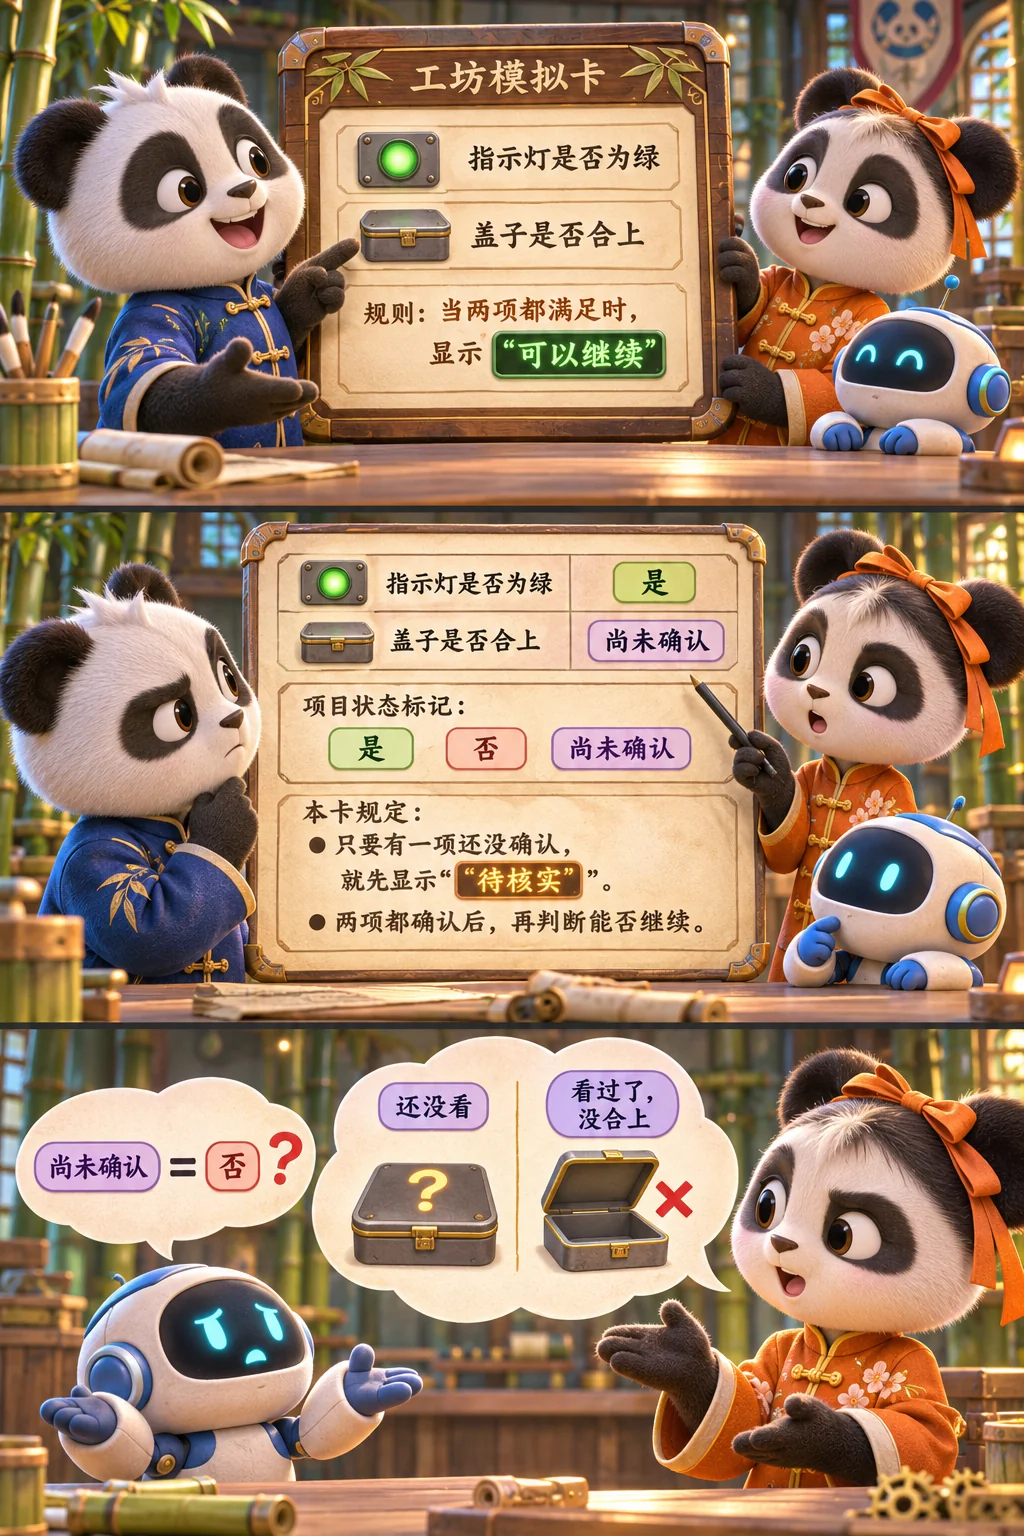 工坊模拟卡
指示灯是否为绿
盖子是否合上
规则：当两项都满足时，
显示“可以继续”
指示灯是否为绿 是
盖子是否合上 尚未确认
项目状态标记：
是 否 尚未确认
本卡规定：
● 只要有一项还没确认，
就先显示““待核实””。
● 两项都确认后，再判断能否继续。
尚未确认 = 否 ?
还没看
?
看过了，
没合上